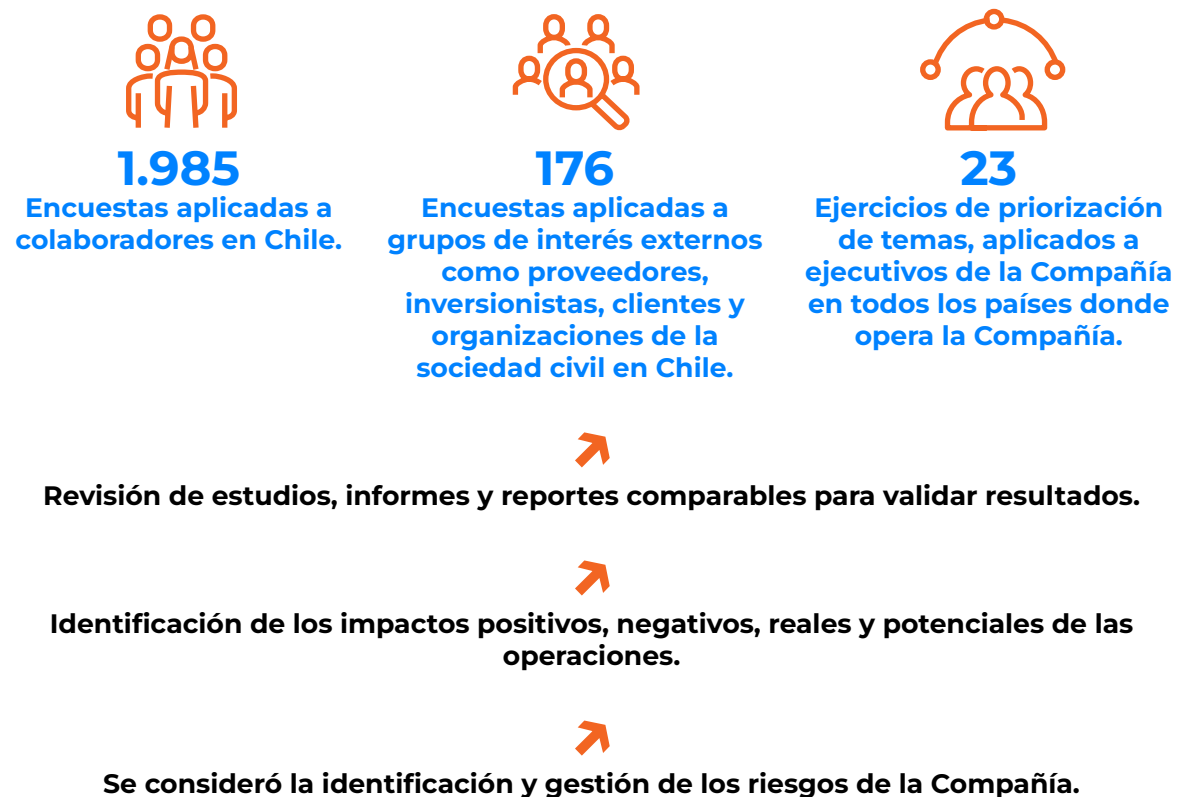 1.985
Encuestas aplicadas a
colaboradores en Chile.
176
Encuestas aplicadas a
grupos de interés externos
como proveedores,
inversionistas, clientes y
organizaciones de la
sociedad civil en Chile.
23
Ejercicios de priorización
de temas, aplicados a
ejecutivos de la Compañía
en todos los países donde
opera la Compañía.
Revisión de estudios, informes y reportes comparables para validar resultados.
Identificación de los impactos positivos, negativos, reales y potenciales de las
operaciones.
Se consideró la identificación y gestión de los riesgos de la Compañía.